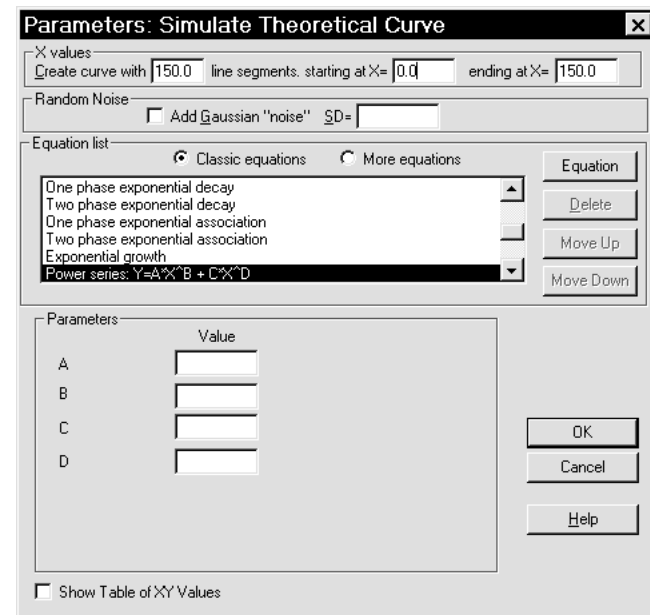 Parameters: Simulate Theoretical Curve
X values
Create curve with 150.0 line segments. starting at X= 0.0 ending at X= 150.0
Random Noise
Add Gaussian "noise" SD=
Equation list
Classic equations More equations
Equation
One phase exponential decay
Two phase exponential decay
One phase exponential association
Two phase exponential association
Exponential growth
Power series: Y=A*X^B + C*X^D
Delete
Move Up
Move Down
Parameters
Value
A
B
C
D
OK
Cancel
Help
Show Table of XY Values